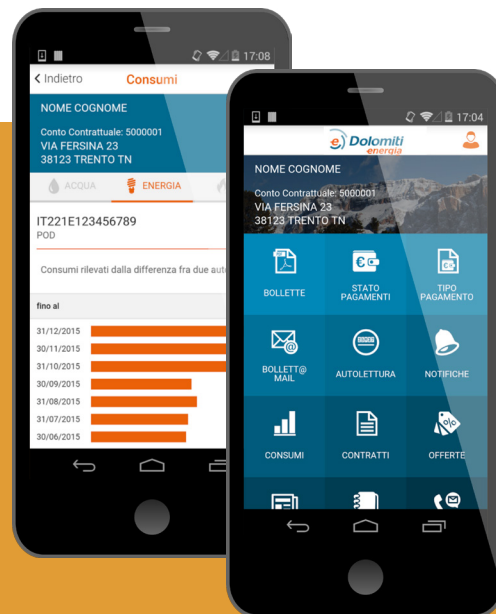 17:08
Indietro
Consumi
NOME COGNOME
Conto Contrattuale: 5000001
VIA FERSINA 23
38123 TRENTO TN
ACQUA
ENERGIA
IT221E123456789
POD
Consumi rilevati dalla differenza fra due
fino al
31/12/2015
30/11/2015
31/10/2015
30/09/2015
31/08/2015
31/07/2015
30/06/2015
17:04
Dolomiti
energia
NOME COGNOME
Conto Contrattuale: 5000001
VIA FERSINA 23
38123 TRENTO TN
BOLLETTE
STATO
PAGAMENTI
TIPO
PAGAMENTO
BOLLETT@
MAIL
AUTOLETTURA
NOTIFICHE
CONSUMI
CONTRATTI
OFFERTE